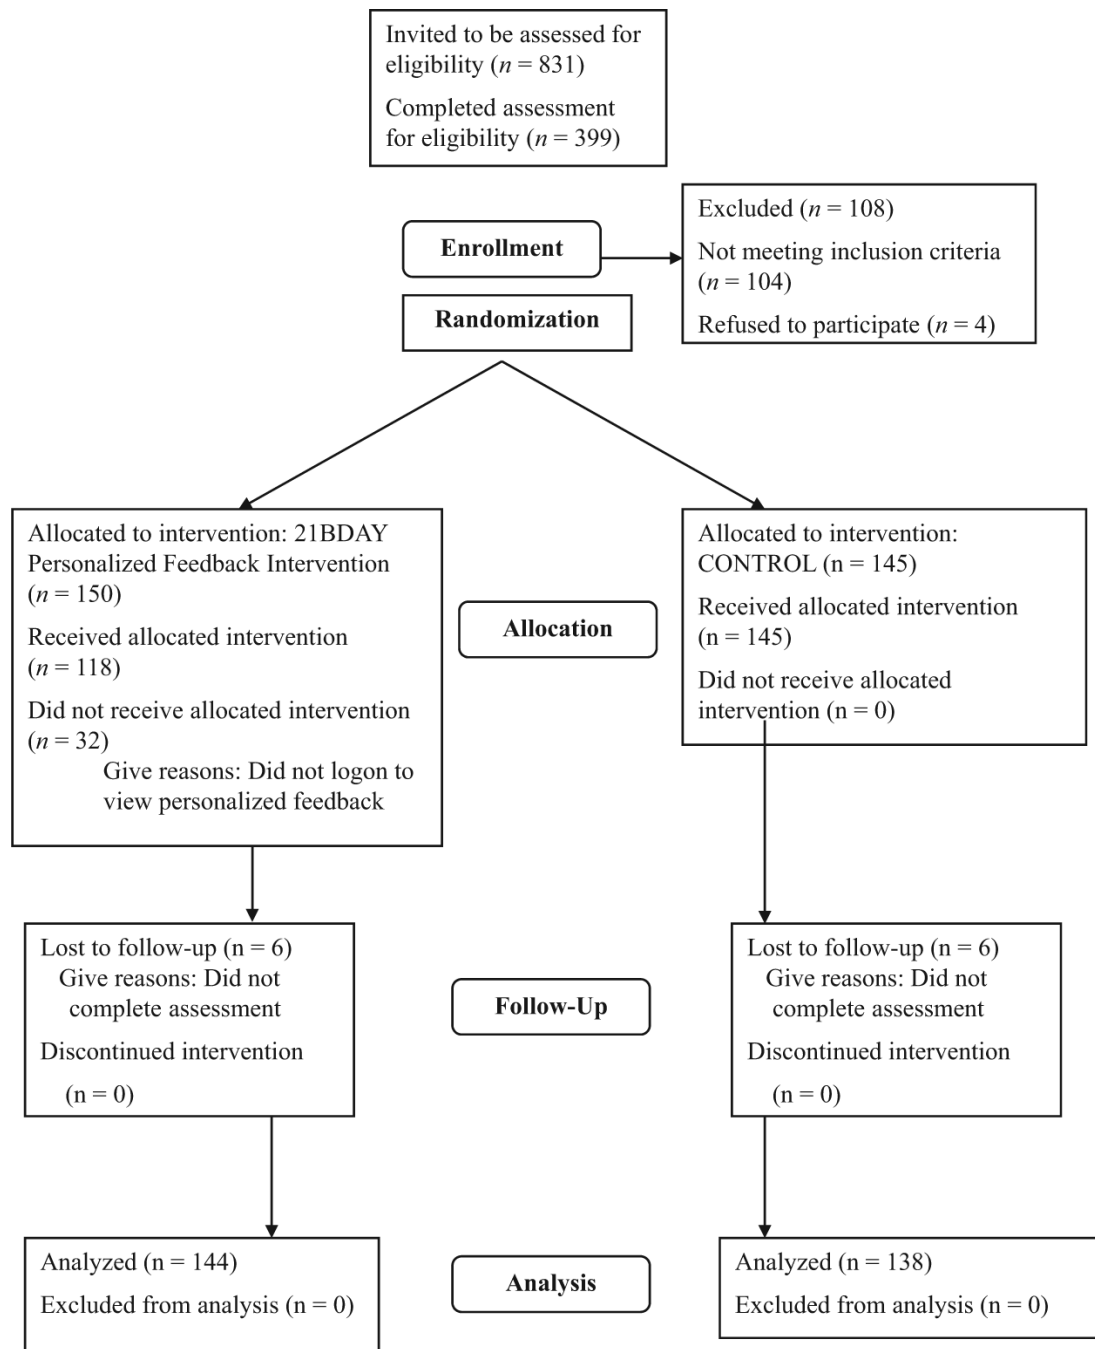 Invited to be assessed for
eligibility (n = 831)
Completed assessment
for eligibility (n = 399)
Enrollment
Excluded (n = 108)
Not meeting inclusion criteria
(n = 104)
Refused to participate (n = 4)
Randomization
Allocated to intervention: 21BDAY
Personalized Feedback Intervention
(n = 150)
Received allocated intervention
(n = 118)
Did not receive allocated intervention
(n = 32)
Give reasons: Did not logon to
view personalized feedback
Allocation
Allocated to intervention:
CONTROL (n = 145)
Received allocated intervention
(n = 145)
Did not receive allocated
intervention (n = 0)
Lost to follow-up (n = 6)
Give reasons: Did not
complete assessment
Discontinued intervention
(n = 0)
Follow-Up
Lost to follow-up (n = 6)
Give reasons: Did not
complete assessment
Discontinued intervention
(n = 0)
Analyzed (n = 144)
Excluded from analysis (n = 0)
Analysis
Analyzed (n = 138)
Excluded from analysis (n = 0)